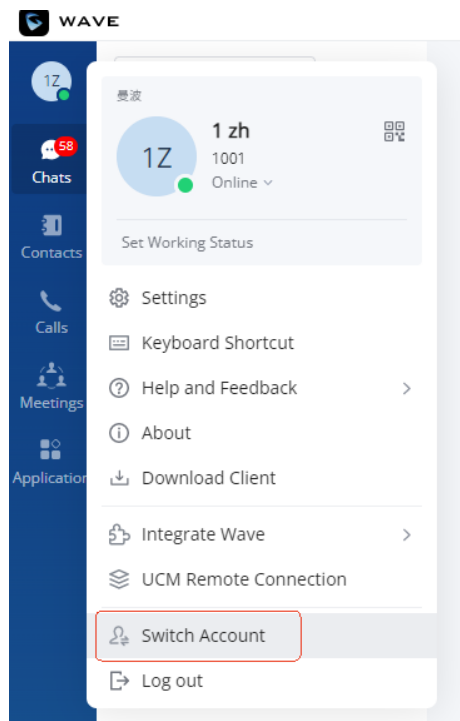 WAVE
1Z
曼波
1Z
1 zh
1001
Online
Set Working Status
58
Chats
Contacts
Calls
Meetings
Application
Settings
Keyboard Shortcut
Help and Feedback
About
Download Client
Integrate Wave
UCM Remote Connection
Switch Account
Log out